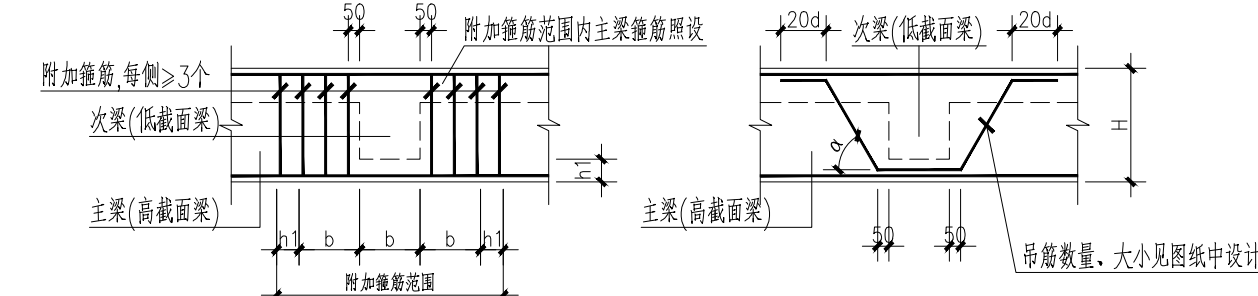 50
50
附加箍筋范围内主梁箍筋照设
附加箍筋,每侧≥3个
次梁(低截面梁)
主梁(高截面梁)
h1
h1
b
b
b
h1
附加箍筋范围
20d
次梁(低截面梁)
20d
H
α
主梁(高截面梁)
50
50
吊筋数量、大小见图纸中设计